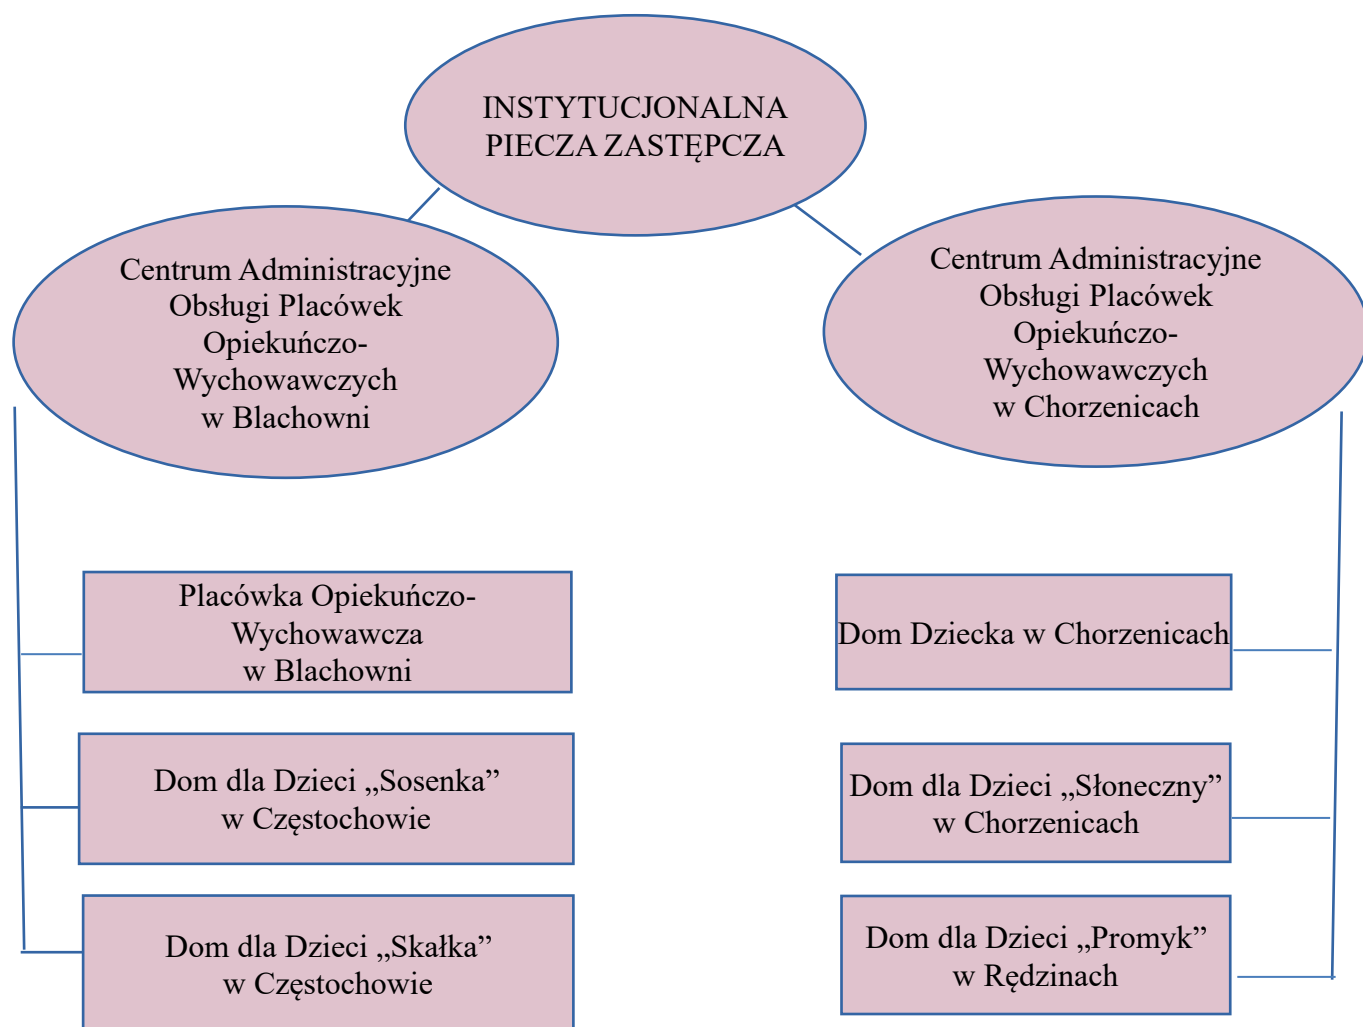 INSTYTUCJONALNA
PIECZA ZASTĘPCZA
Centrum Administracyjne
Obsługi Placówek
Opiekuńczo-
Wychowawczych
w Blachowni
Centrum Administracyjne
Obsługi Placówek
Opiekuńczo-
Wychowawczych
w Chorzenicach
Placówka Opiekuńczo-
Wychowawcza
w Blachowni
Dom dla Dzieci „Sosenka”
w Częstochowie
Dom dla Dzieci „Skałka”
w Częstochowie
Dom Dziecka w Chorzenicach
Dom dla Dzieci „Słoneczny”
w Chorzenicach
Dom dla Dzieci „Promyk”
w Rędzinach